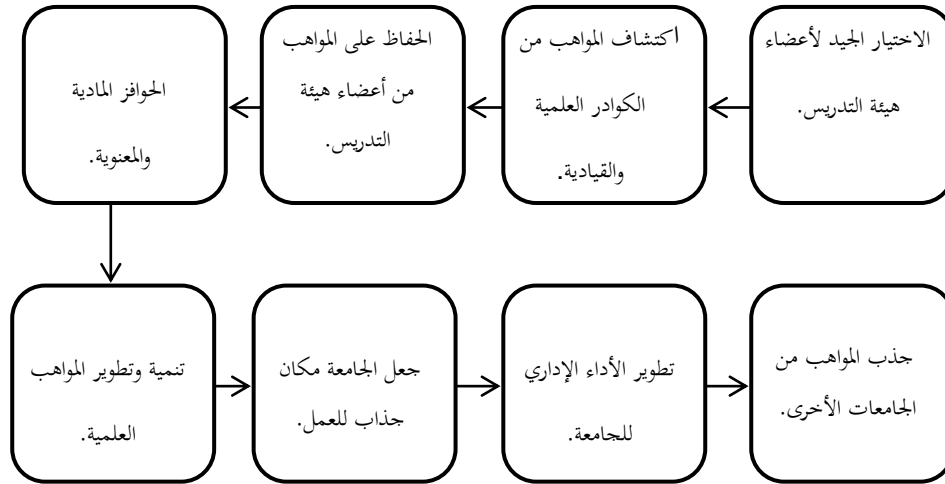 الاختيار الجيد لأعضاء
هيئة التدريس.
اكتشاف المواهب من
الكوادر العلمية
والقيادية.
الحفاظ على المواهب
من أعضاء هيئة
التدريس.
الحوافز المادية
والمعنوية.
تنمية وتطوير المواهب
العلمية.
جعل الجامعة مكان
جذاب للعمل.
تطوير الأداء الإداري
للجامعة.
جذب المواهب من
الجامعات الأخرى.